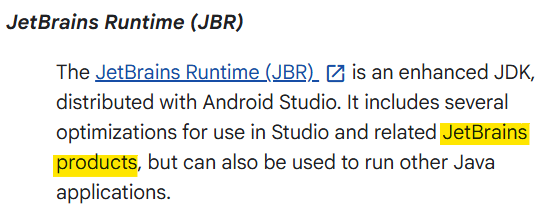 JetBrains Runtime (JBR)
The JetBrains Runtime (JBR) is an enhanced JDK,
distributed with Android Studio. It includes several
optimizations for use in Studio and related JetBrains
products, but can also be used to run other Java
applications.